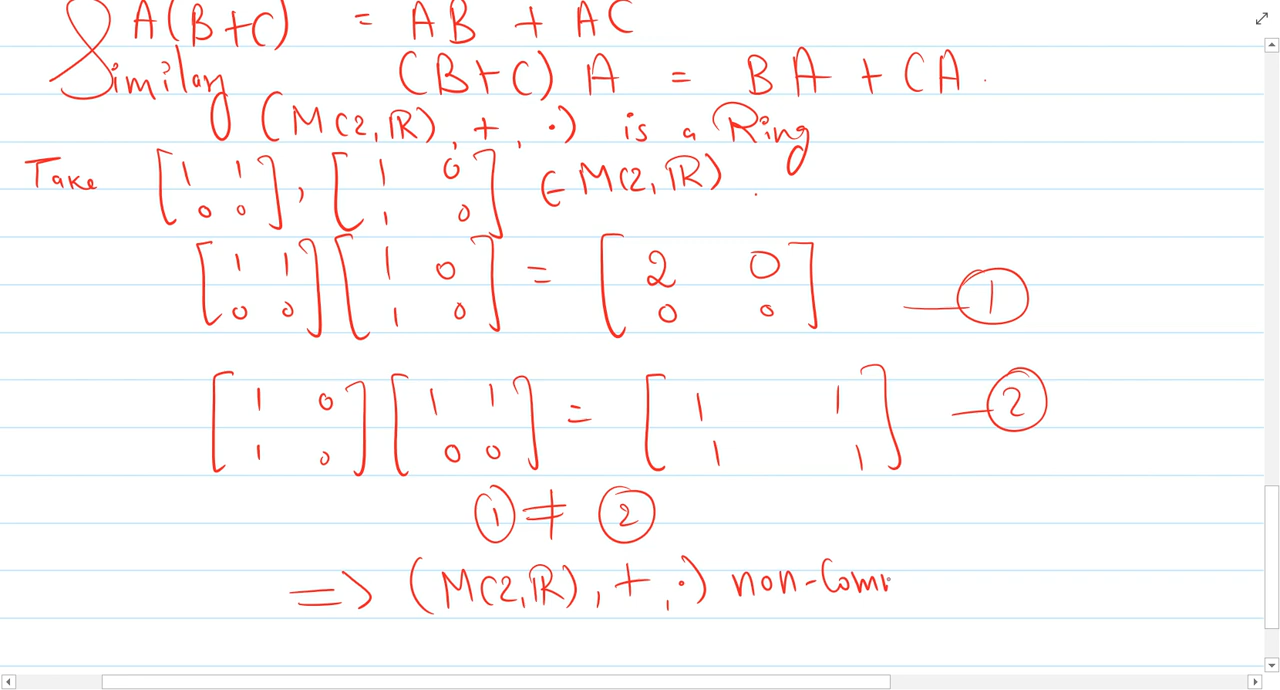 A(B+C) = AB + AC
Similary (B+C) A = BA + CA.
(M(2,ℝ), +, ·) is a Ring
Take [1 1; 0 0], [1 0; 1 0] ∈ M(2,ℝ).
[1 1; 0 0] [1 0; 1 0] = [2 0; 0 0] —①
[1 0; 1 0] [1 1; 0 0] = [1 1; 1 1] —②
① ≠ ②
⇒ (M(2,ℝ), +, ·) non-Comm